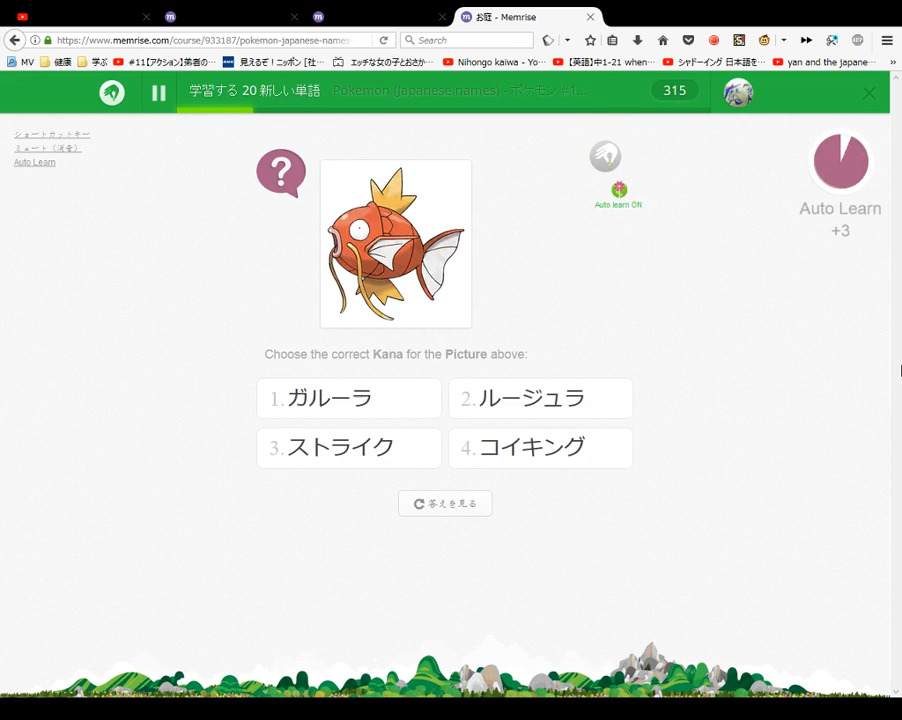 お庭 - Memrise
https://www.memrise.com/course/933187/pokemon-japanese-names-
Search
MV
健康
学ぶ
#11【アクション】弟者の…
見えるぞ！ニッポン [社…
エッチな女の子とおさか…
Nihongo kaiwa - Yo…
【英語】中1-21 when…
シャドーイング 日本語を…
yan and the japane…
学習する 20 新しい単語
Pokemon (Japanese names) - ポケモン #1...
315
ショートカットキー
ミュート（消音）
Auto Learn
?
Auto learn ON
Auto Learn
+3
Choose the correct Kana for the Picture above:
1. ガルーラ
2. ルージュラ
3. ストライク
4. コイキング
答えを見る